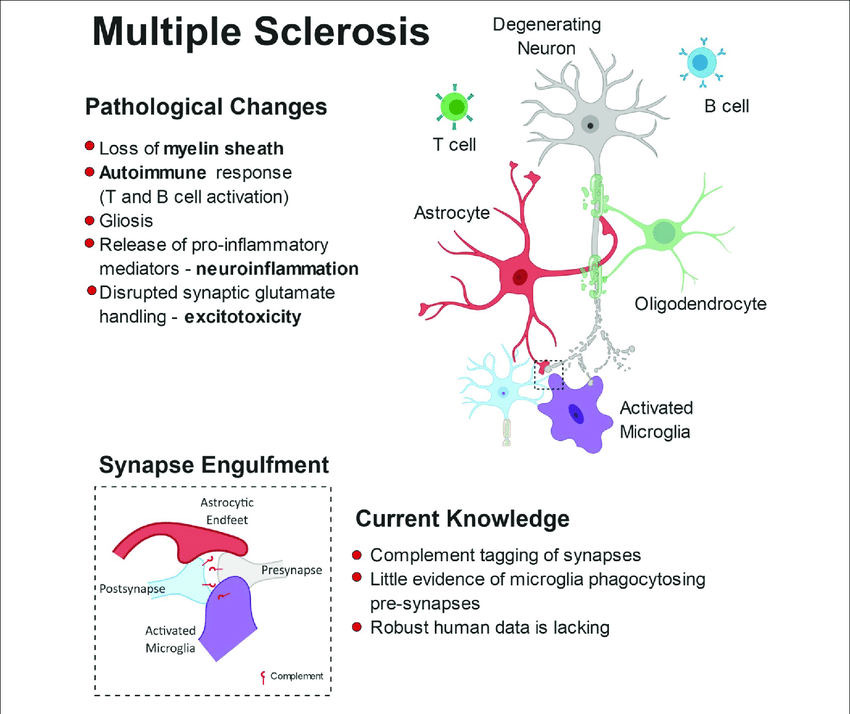 Multiple Sclerosis
Pathological Changes
Loss of myelin sheath
Autoimmune response
(T and B cell activation)
Gliosis
Release of pro-inflammatory
mediators - neuroinflammation
Disrupted synaptic glutamate
handling - excitotoxicity
Degenerating
Neuron
T cell
B cell
Astrocyte
Oligodendrocyte
Activated
Microglia
Synapse Engulfment
Astrocytic
Endfeet
Presynapse
Postsynapse
Activated
Microglia
Complement
Current Knowledge
Complement tagging of synapses
Little evidence of microglia phagocytosing
pre-synapses
Robust human data is lacking